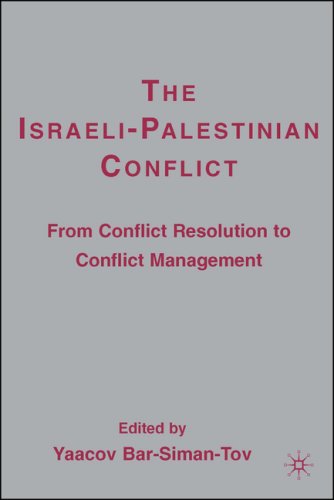 THE
ISRAELI-PALESTINIAN
CONFLICT
From Conflict Resolution to
Conflict Management
Edited by
Yaacov Bar-Siman-Tov